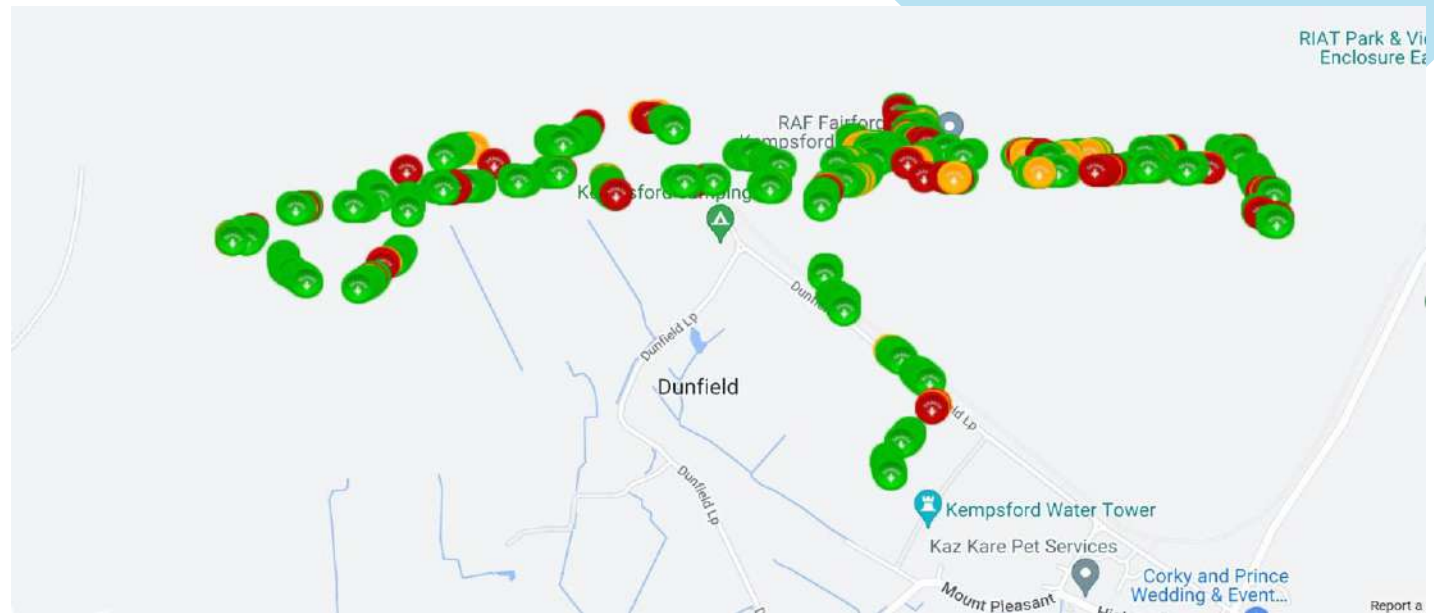 RIAT Park & Vi
Enclosure Ea
RAF Fairford
Kempsford
Dunfield Lp
Dunfield
Dunfield Lp
Kempsford Water Tower
Kaz Kare Pet Services
Corky and Prince
Wedding & Event...
Mount Pleasant
Report a